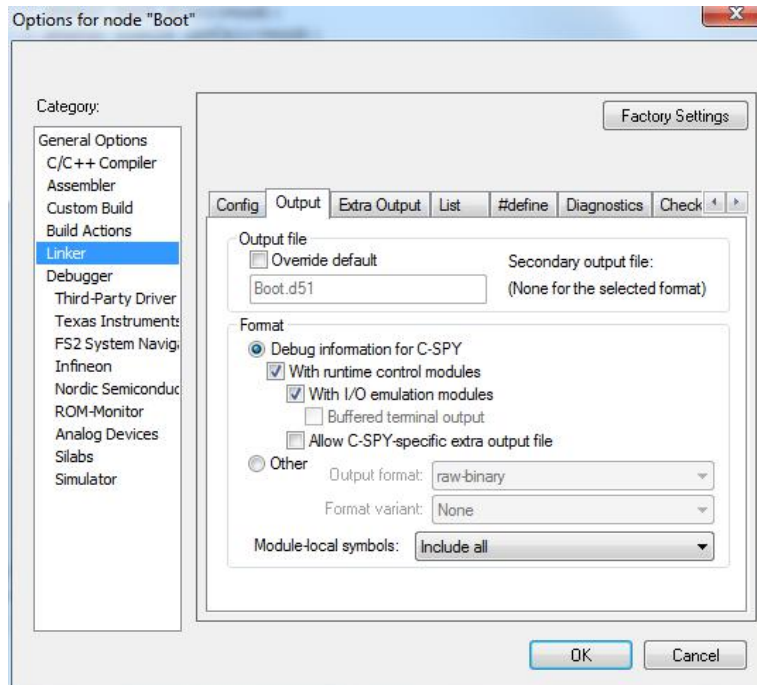 Options for node "Boot"
Category:
Factory Settings
General Options
C/C++ Compiler
Assembler
Custom Build
Build Actions
Linker
Debugger
Third-Party Driver
Texas Instruments
FS2 System Naviga
Infineon
Nordic Semiconduc
ROM-Monitor
Analog Devices
Silabs
Simulator
Config Output Extra Output List #define Diagnostics Check
Output file
Override default
Secondary output file:
Boot.d51
(None for the selected format)
Format
Debug information for C-SPY
With runtime control modules
With I/O emulation modules
Buffered terminal output
Allow C-SPY-specific extra output file
Other
Output format: raw-binary
Format variant: None
Module-local symbols: Include all
OK Cancel